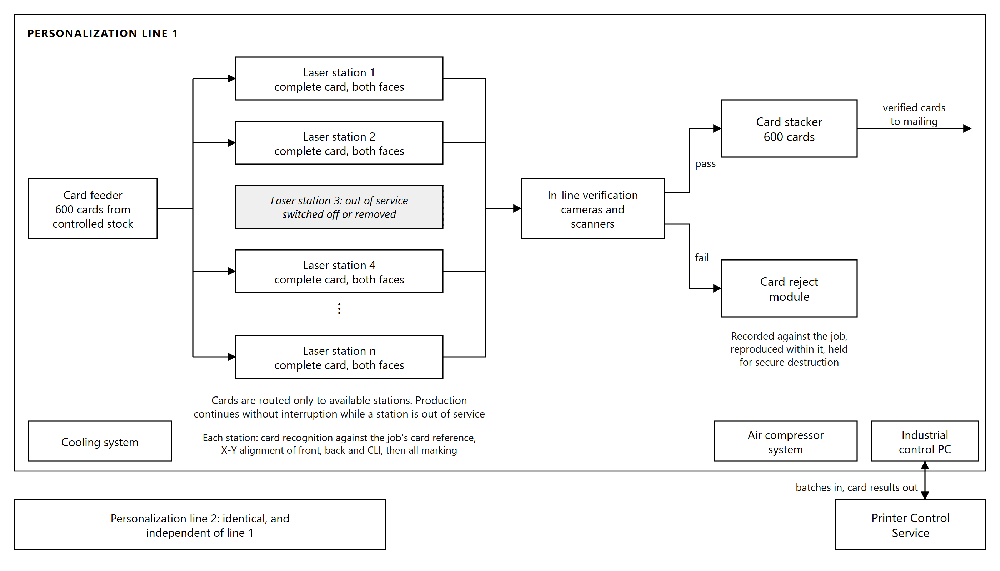 PERSONALIZATION LINE 1
Laser station 1
complete card, both faces
Laser station 2
complete card, both faces
Laser station 3: out of service
switched off or removed
Laser station 4
complete card, both faces
⋮
Laser station n
complete card, both faces
Card feeder
600 cards from
controlled stock
In-line verification
cameras and
scanners
pass
fail
Card stacker
600 cards
verified cards
to mailing
Card reject
module
Recorded against the job,
reproduced within it, held
for secure destruction
Cards are routed only to available stations. Production
continues without interruption while a station is out of service
Each station: card recognition against the job's card reference,
X-Y alignment of front, back and CLI, then all marking
Cooling system
Air compressor
system
Industrial
control PC
batches in, card results out
Personalization line 2: identical, and
independent of line 1
Printer Control
Service